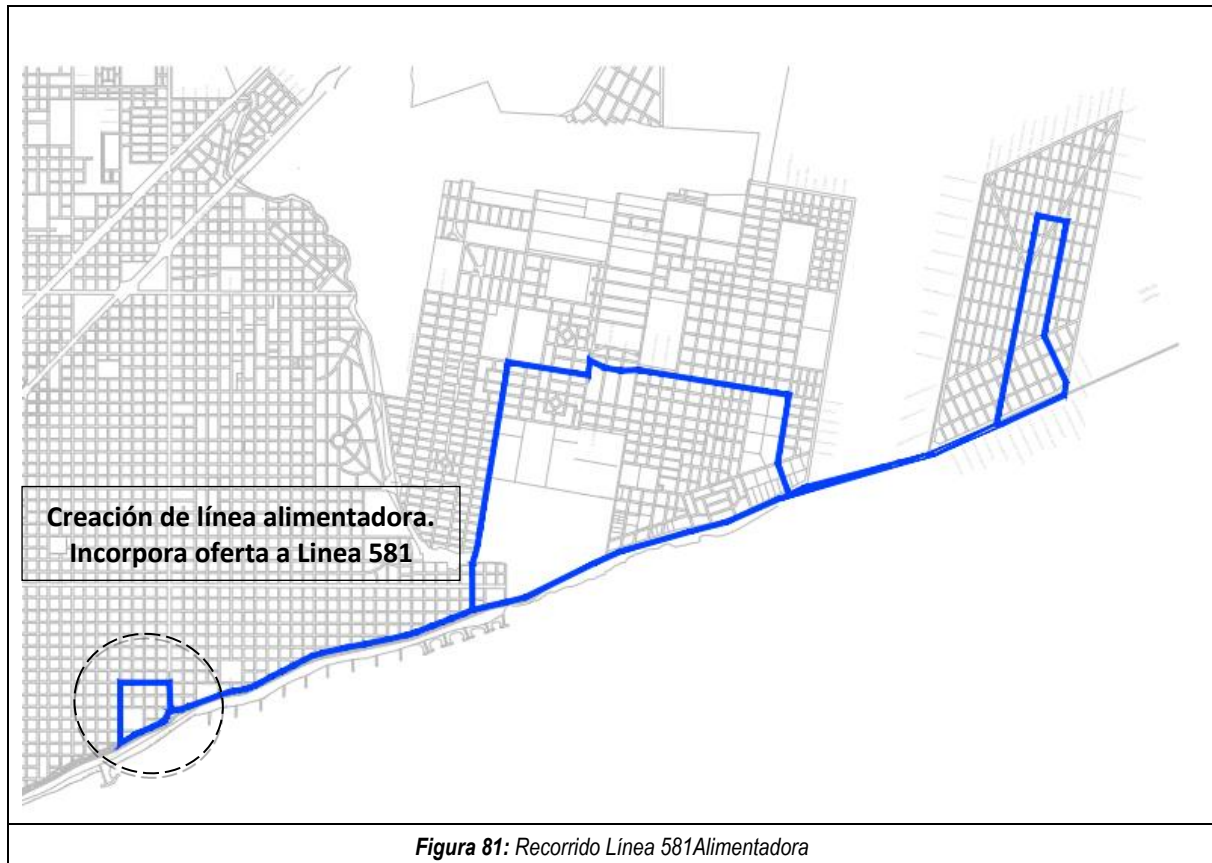 Creación de línea alimentadora.
Incorpora oferta a Linea 581
Figura 81: Recorrido Línea 581Alimentadora